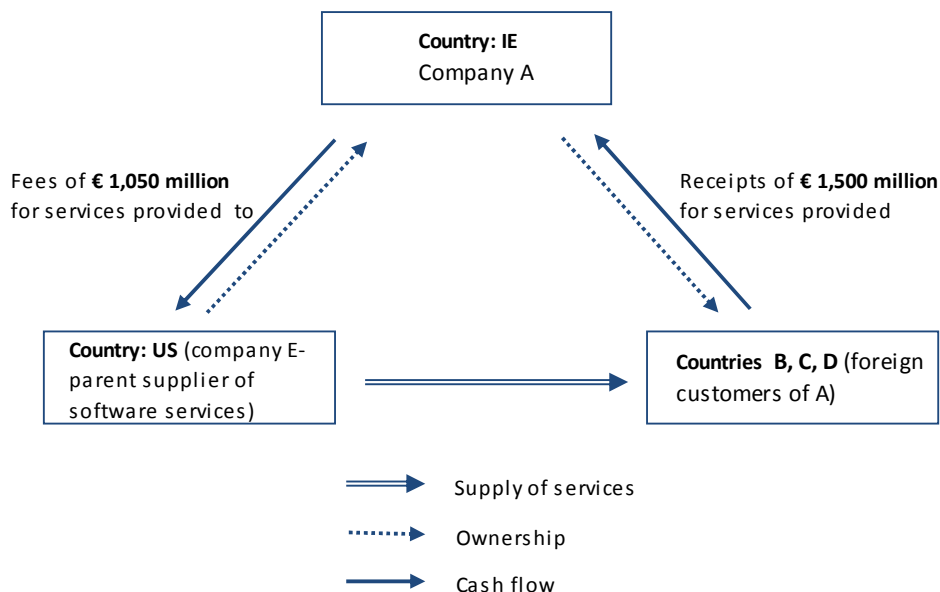 Country: IE
Company A
Fees of € 1,050 million
for services provided to
Receipts of € 1,500 million
for services provided
Country: US (company E-
parent supplier of
software services)
Countries B, C, D (foreign
customers of A)
Supply of services
Ownership
Cash flow